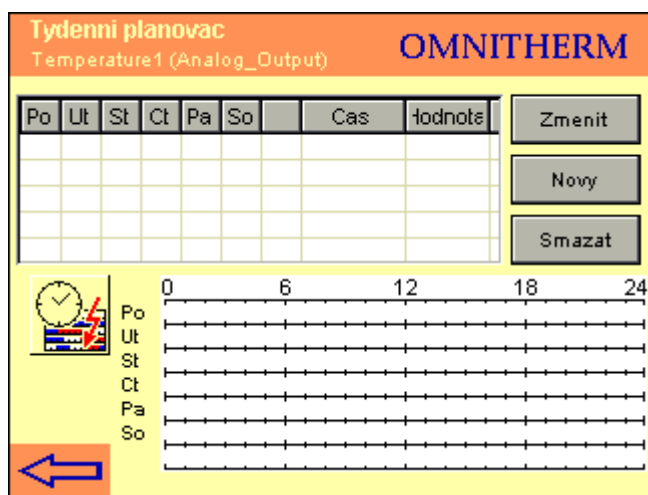 Tydenni planovac
Temperature1 (Analog_Output)
OMNITHERM
Po Ut St Ct Pa So Cas Hodnota
Zmenit
Novy
Smazat
0 6 12 18 24
Po
Ut
St
Ct
Pa
So